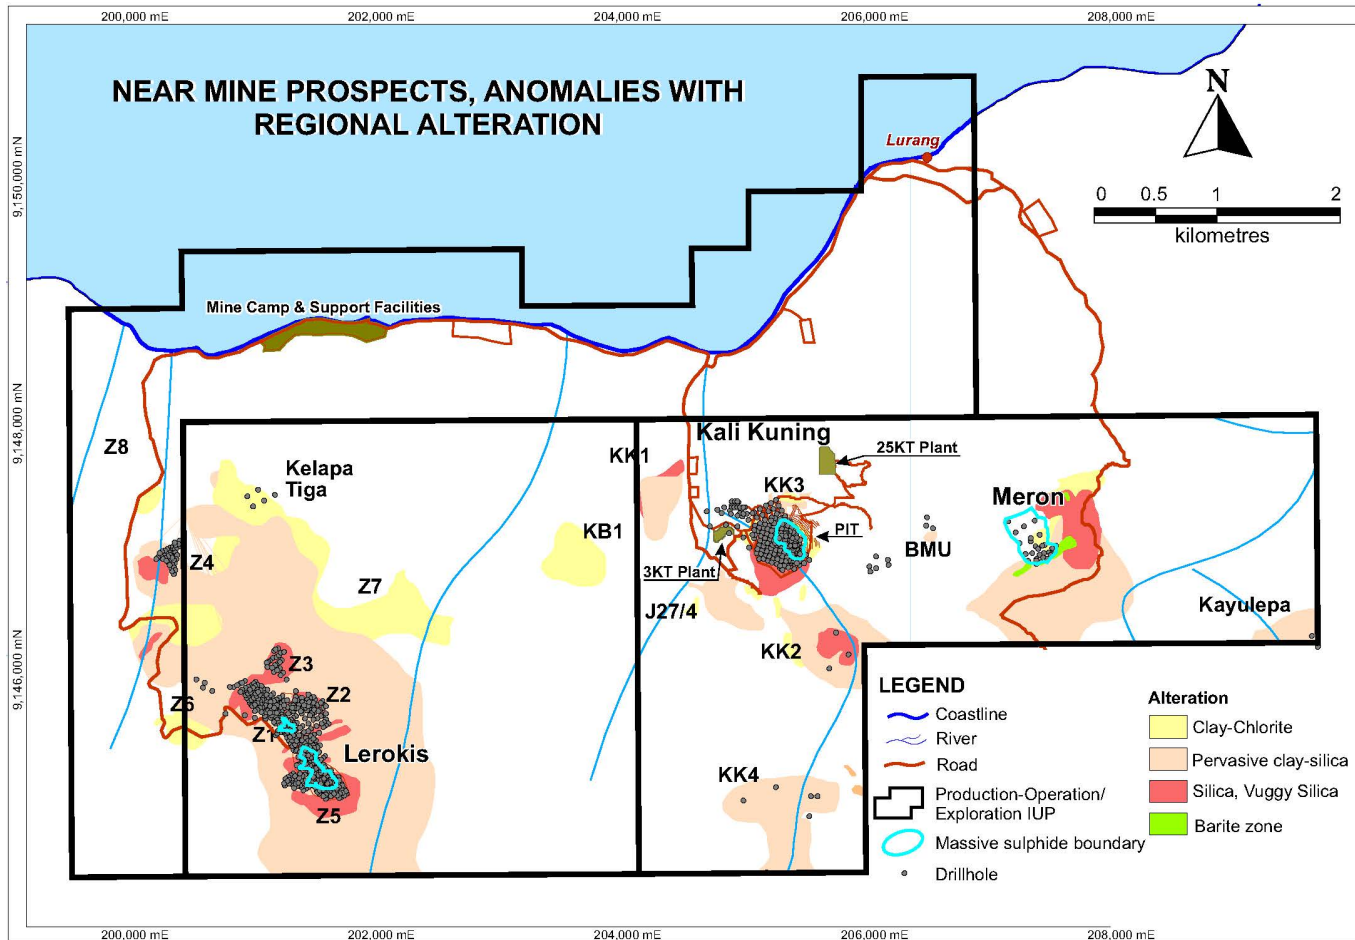 200,000 mE
202,000 mE
204,000 mE
206,000 mE
208,000 mE
NEAR MINE PROSPECTS, ANOMALIES WITH
REGIONAL ALTERATION
N
Lurang
9,150,000 mN
0 0.5 1 2
kilometres
Mine Camp & Support Facilities
9,148,000 mN
Z8
Kelapa
Tiga
KK1
Kali Kuning
25KT Plant
KK3
Meron
KB1
PIT
BMU
Z4
3KT Plant
Z7
J27/4
Kayulepa
9,146,000 mN
Z3
KK2
Z6
Z2
Z1
Lerokis
KK4
Z5
LEGEND
Coastline
River
Road
Production-Operation/
Exploration IUP
Massive sulphide boundary
Drillhole
Alteration
Clay-Chlorite
Pervasive clay-silica
Silica, Vuggy Silica
Barite zone
200,000 mE
202,000 mE
204,000 mE
206,000 mE
208,000 mE